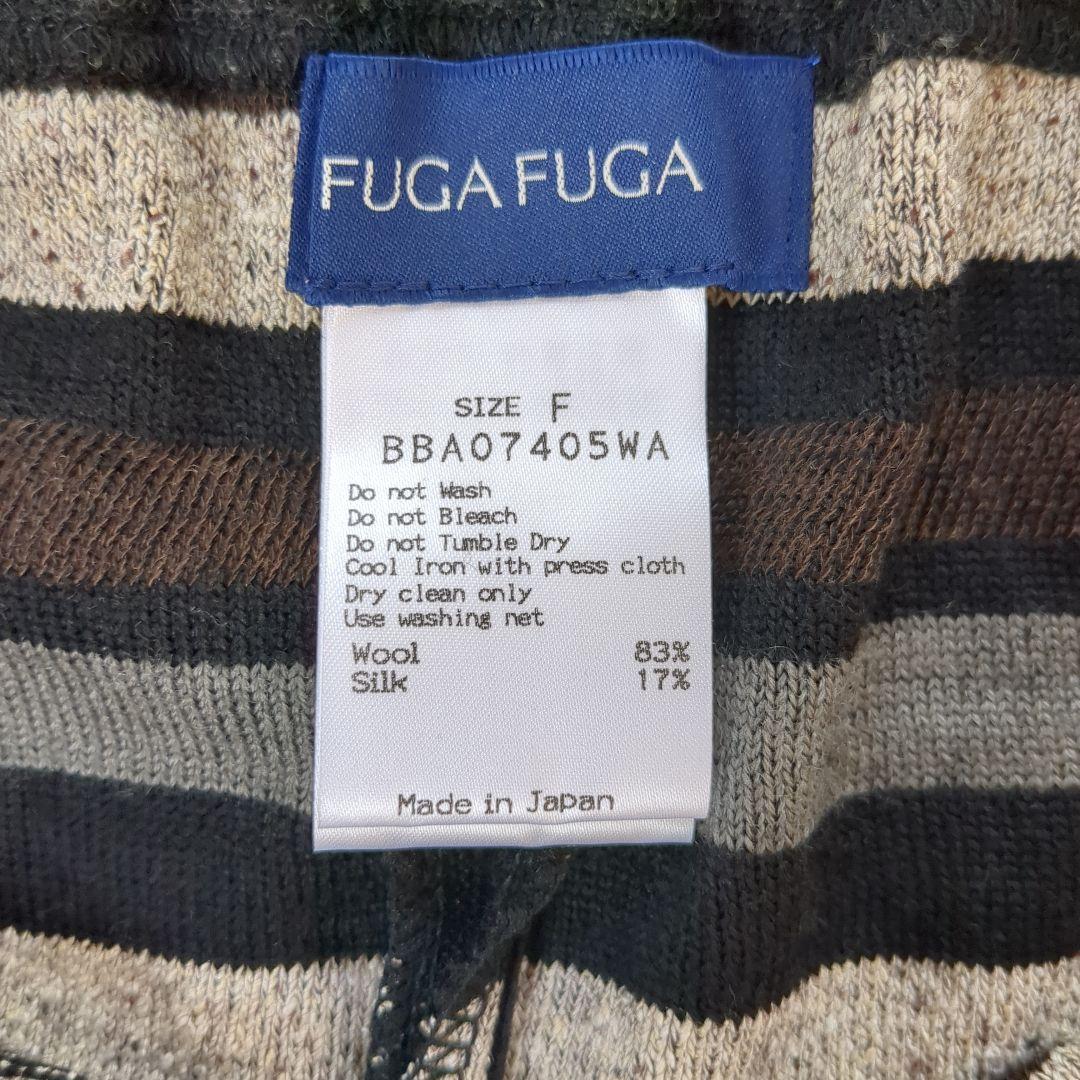 FUGA FUGA
SIZE F
BBA07405WA
Do not Wash
Do not Bleach
Do not Tumble Dry
Cool Iron with press cloth
Dry clean only
Use washing net
Wool 83%
Silk 17%
Made in Japan